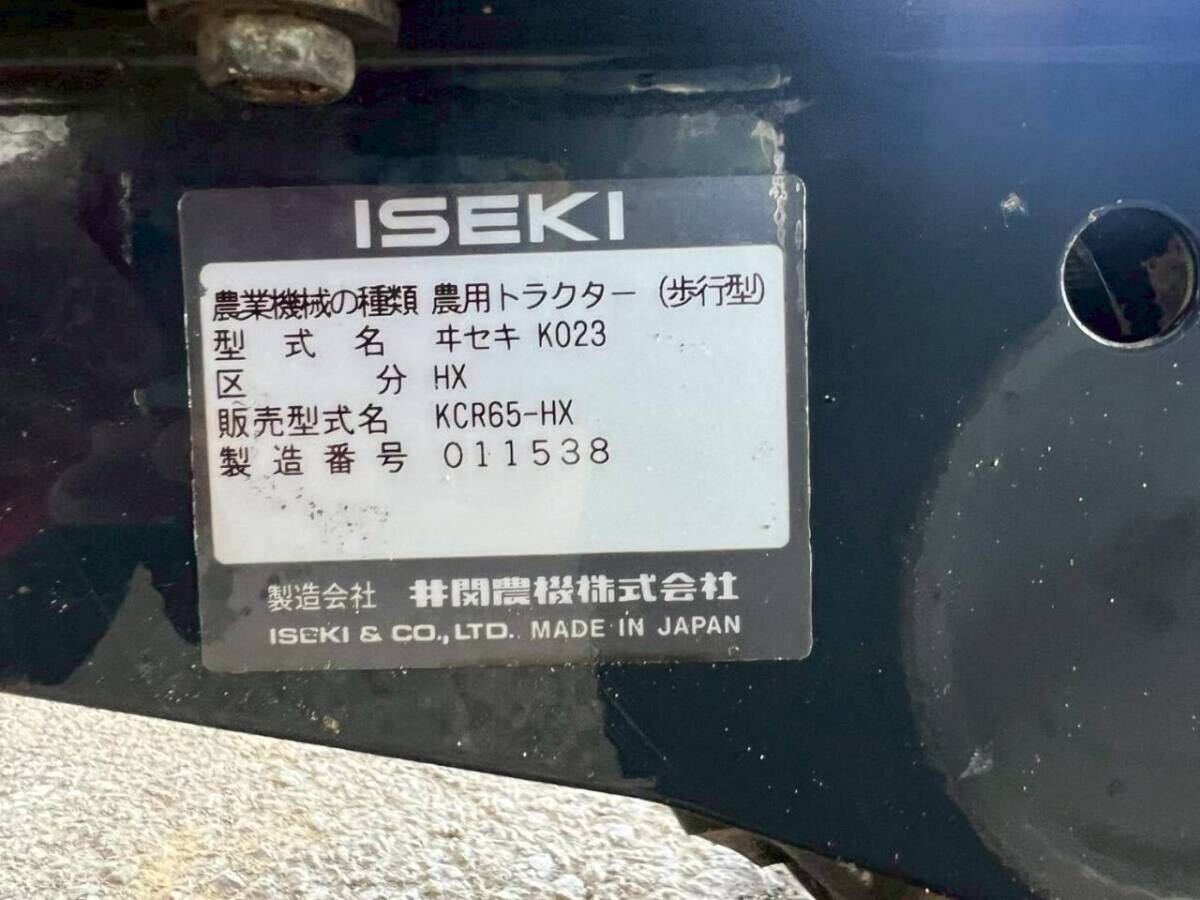 ISEKI
農業機械の種類 農用トラクター (歩行型)
型式名 ヰセキ K023
区分 HX
販売型式名 KCR65-HX
製造番号 011538
製造会社 井関農機株式会社
ISEKI & CO., LTD. MADE IN JAPAN